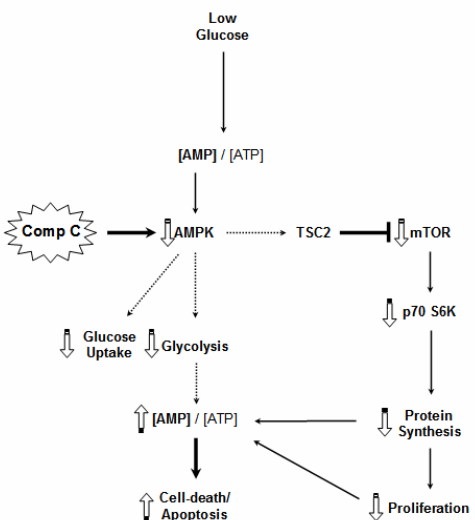 Low
Glucose
[AMP] / [ATP]
Comp C
AMPK
TSC2
mTOR
p70 S6K
Glucose
Uptake
Glycolysis
[AMP] / [ATP]
Protein
Synthesis
Cell-death/
Apoptosis
Proliferation